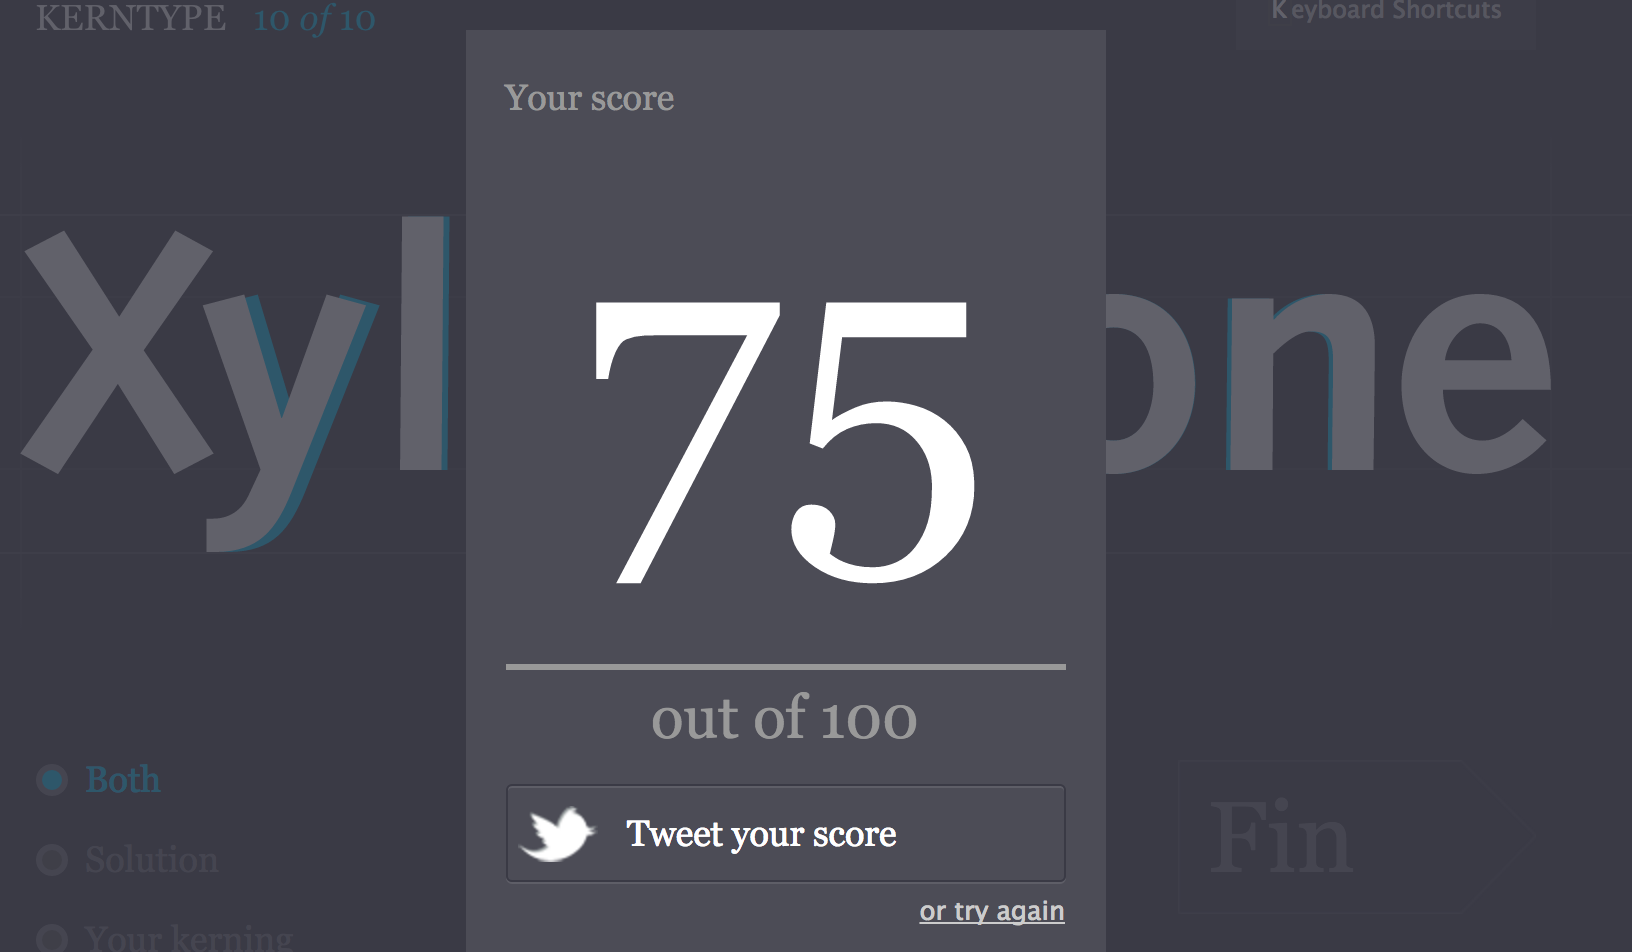 KERNTYPE 10 of 10
Keyboard Shortcuts
Your score
Xyl one
75
out of 100
Both
Tweet your score
Solution
Fin
or try again
Your kerning